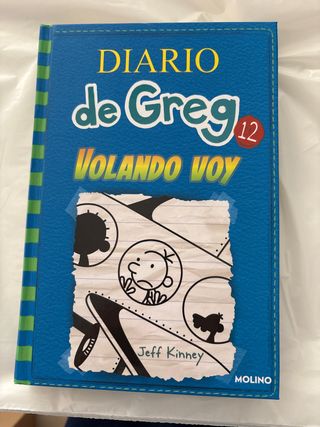 DIARIO
de Greg
12
VOLANDO VOY
Jeff Kinney
MOLINO